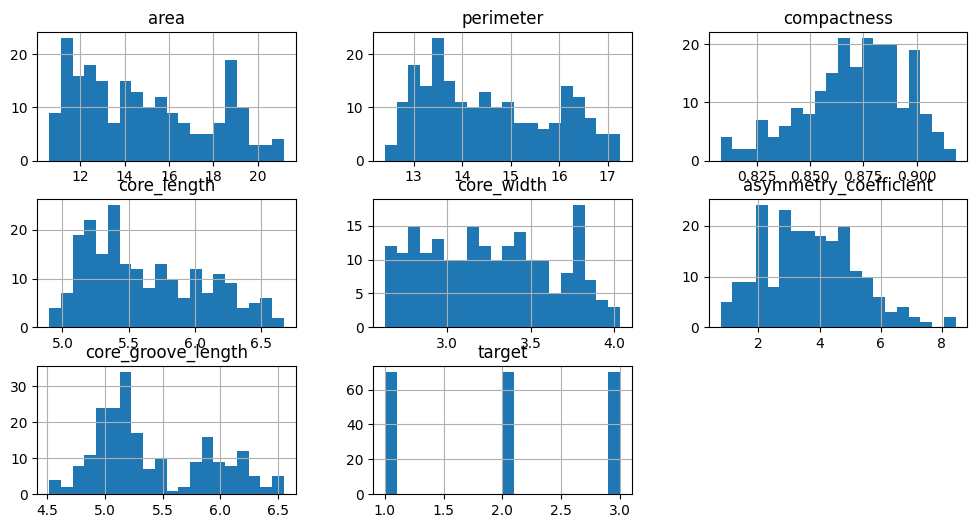 area perimeter compactness
20 20 20
10 10 10
0 0 0
12 14 16 18 20 13 14 15 16 17 0.825 0.850 0.875 0.900
core_length core_width asymmetry_coefficient
20 15 20
10 10 10
5
0 0 0
5.0 5.5 6.0 6.5 3.0 3.5 4.0 2 4 6 8
core_groove_length target
30 60
20 40
10 20
0 0
4.5 5.0 5.5 6.0 6.5 1.0 1.5 2.0 2.5 3.0